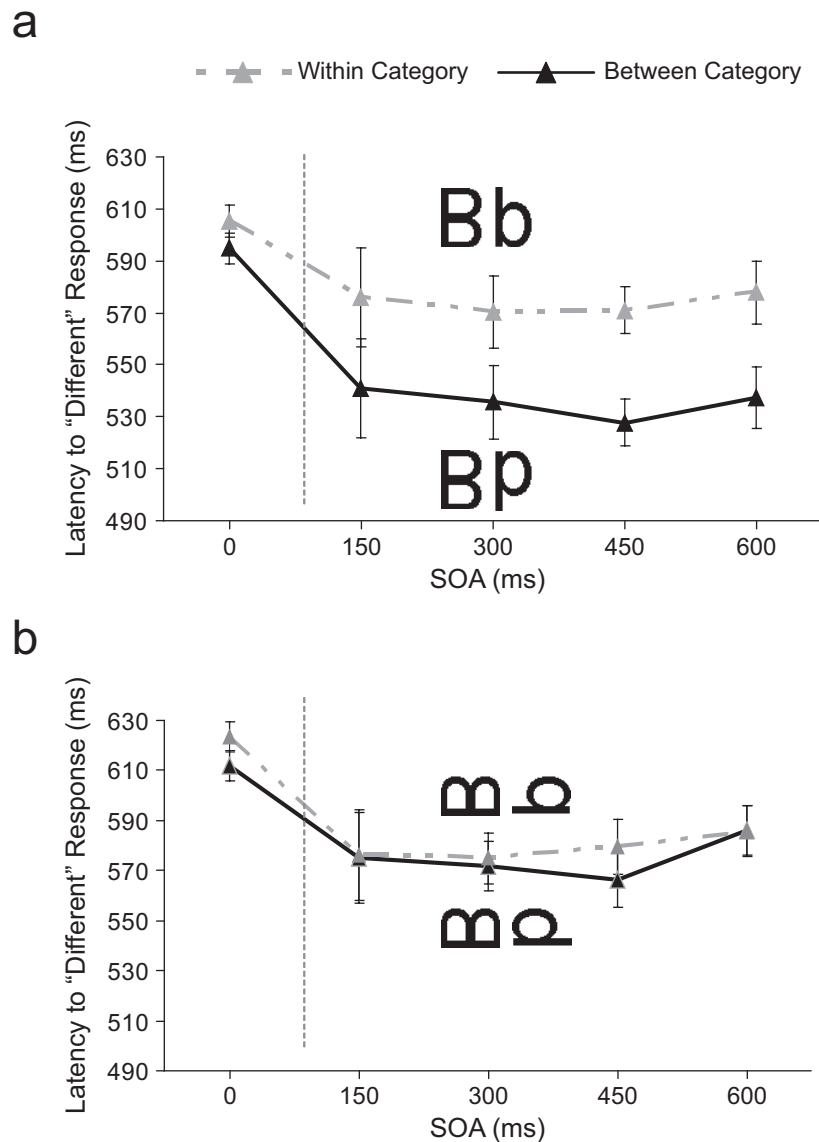 a
Within Category Between Category
Latency to “Different” Response (ms)
630
610
590
570
550
530
510
490
Bb
Bp
0 150 300 450 600
SOA (ms)
b
Latency to “Different” Response (ms)
630
610
590
570
550
530
510
490
B b
B p
0 150 300 450 600
SOA (ms)